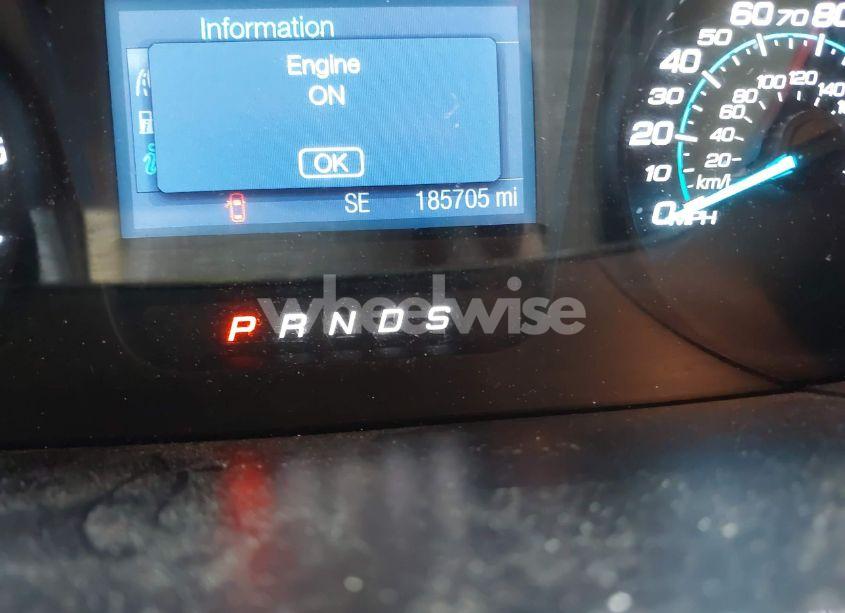 Information
Engine
ON
OK
SE 185705 mi
0 10 20 30 40 50 60 70 80
20 40 60 80 100 120 140
km/h
MPH
wheelwise
P R N D S